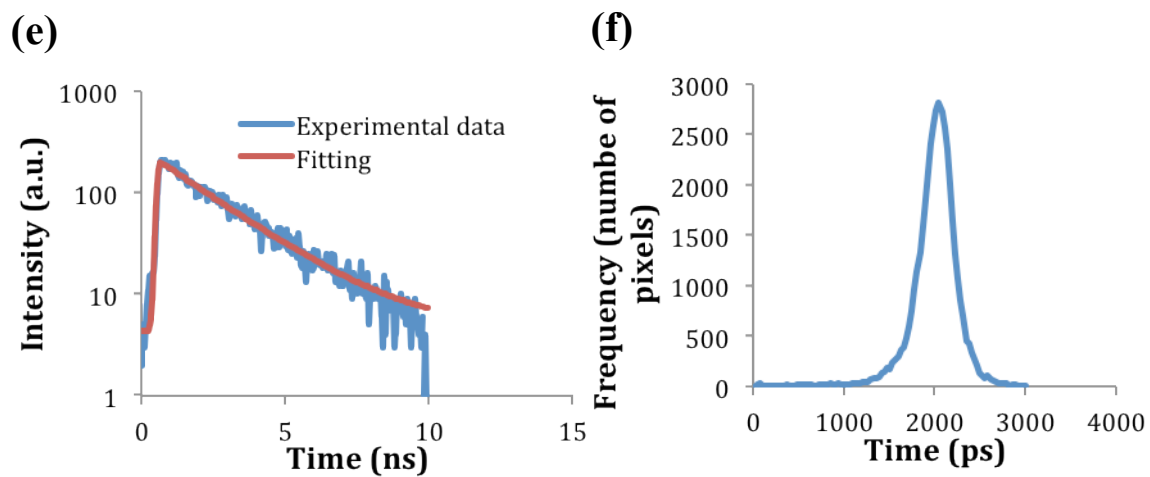 (e)
Intensity (a.u.)
1000
100
10
1
Experimental data
Fitting
0 5 10 15
Time (ns)
(f)
Frequency (numbe of
pixels)
3000
2500
2000
1500
1000
500
0
0 1000 2000 3000 4000
Time (ps)